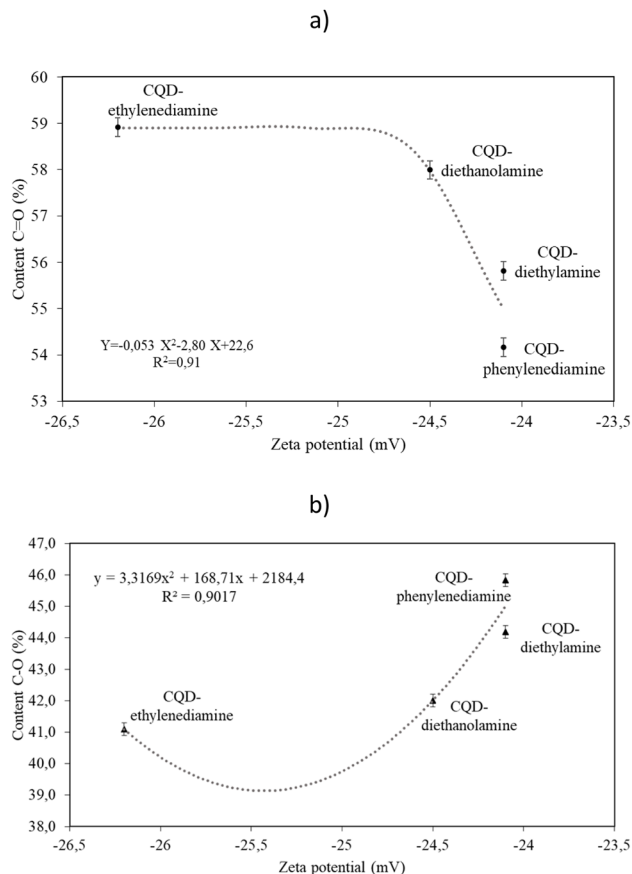 a)
60
59
58
57
56
55
54
53
Content C=O (%)
CQD-
ethylenediamine
CQD-
diethanolamine
CQD-
diethylamine
CQD-
phenylenediamine
Y=-0,053 X²-2,80 X+22,6
R²=0,91
-26,5 -26 -25,5 -25 -24,5 -24 -23,5
Zeta potential (mV)
b)
47,0
46,0
45,0
44,0
43,0
42,0
41,0
40,0
39,0
38,0
Content C-O (%)
y = 3,3169x² + 168,71x + 2184,4
R² = 0,9017
CQD-
phenylenediamine
CQD-
diethylamine
CQD-
ethylenediamine
CQD-
diethanolamine
-26,5 -26 -25,5 -25 -24,5 -24 -23,5
Zeta potential (mV)